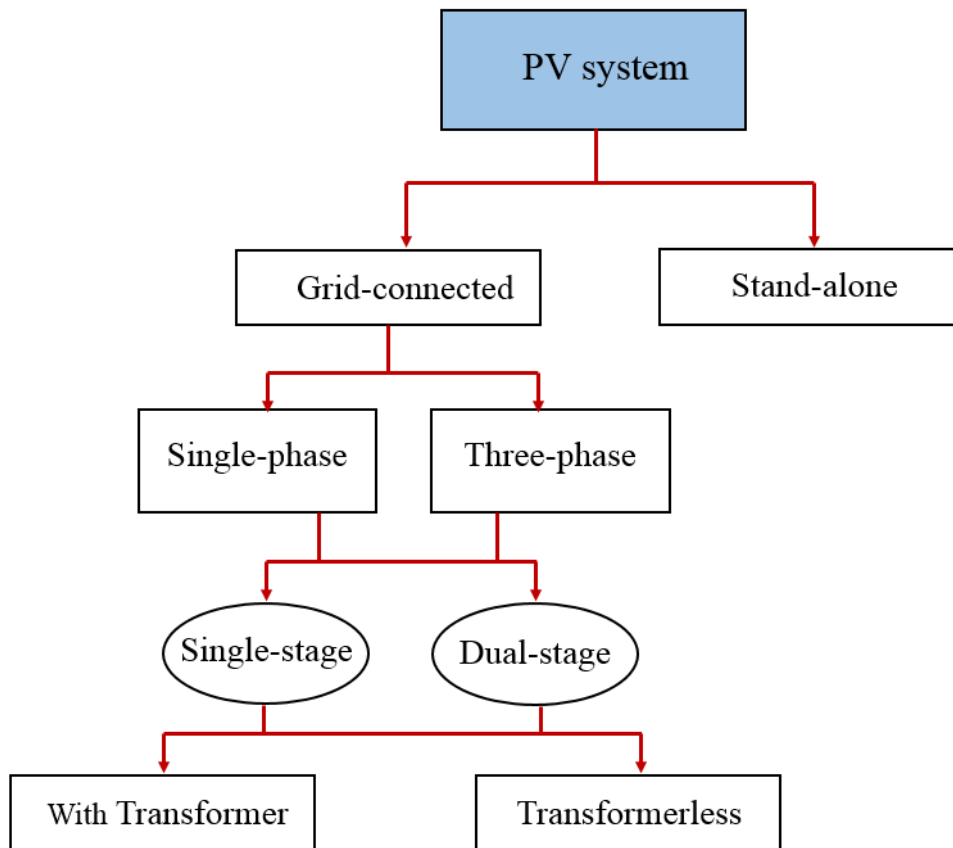 PV system
Grid-connected
Stand-alone
Single-phase
Three-phase
Single-stage
Dual-stage
With Transformer
Transformerless